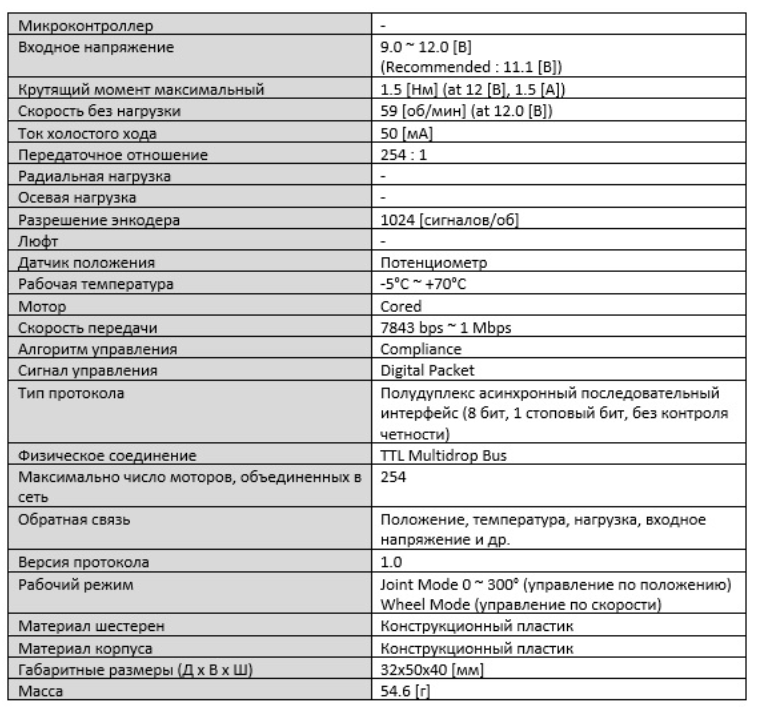 Микроконтроллер -
Входное напряжение 9.0 ~ 12.0 [В]
(Recommended : 11.1 [В])
Крутящий момент максимальный 1.5 [Нм] (at 12 [В], 1.5 [А])
Скорость без нагрузки 59 [об/мин] (at 12.0 [В])
Ток холостого хода 50 [мА]
Передаточное отношение 254 : 1
Радиальная нагрузка -
Осевая нагрузка -
Разрешение энкодера 1024 [сигналов/об]
Люфт -
Датчик положения Потенциометр
Рабочая температура -5°C ~ +70°C
Мотор Cored
Скорость передачи 7843 bps ~ 1 Mbps
Алгоритм управления Compliance
Сигнал управления Digital Packet
Тип протокола Полудуплекс асинхронный последовательный
интерфейс (8 бит, 1 стоповый бит, без контроля
четности)
Физическое соединение TTL Multidrop Bus
Максимально число моторов, объединенных в 254
сеть
Обратная связь Положение, температура, нагрузка, входное
напряжение и др.
Версия протокола 1.0
Рабочий режим Joint Mode 0 ~ 300° (управление по положению)
Wheel Mode (управление по скорости)
Материал шестерен Конструкционный пластик
Материал корпуса Конструкционный пластик
Габаритные размеры (Д х В х Ш) 32х50х40 [мм]
Масса 54.6 [г]